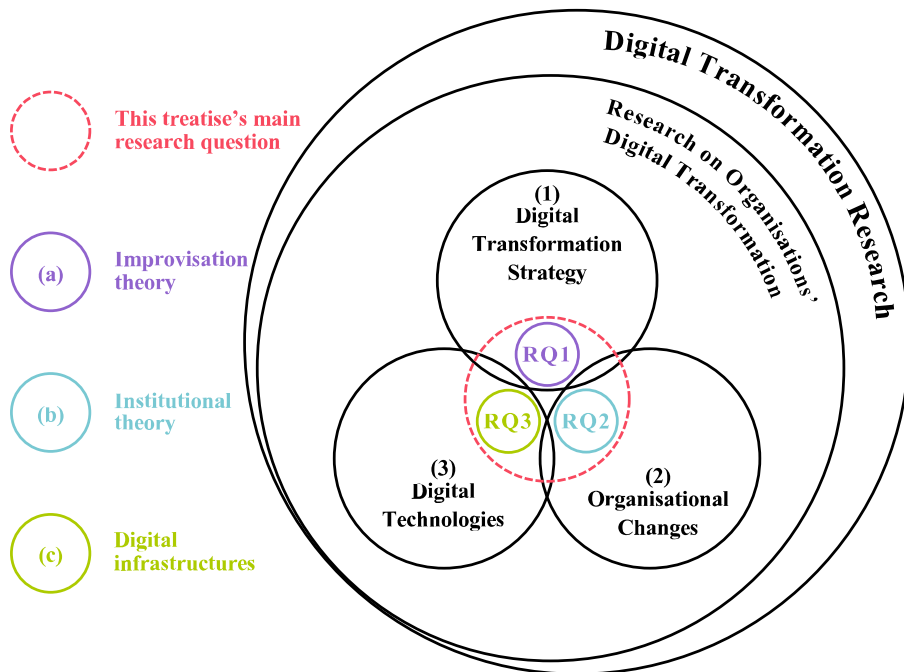 This treatise's main
research question
(a)
Improvisation
theory
(b)
Institutional
theory
(c)
Digital
infrastructures
Digital Transformation Research
Research on Organisations'
Digital Transformation
(1)
Digital
Transformation
Strategy
RQ1
RQ3
RQ2
(3)
Digital
Technologies
(2)
Organisational
Changes